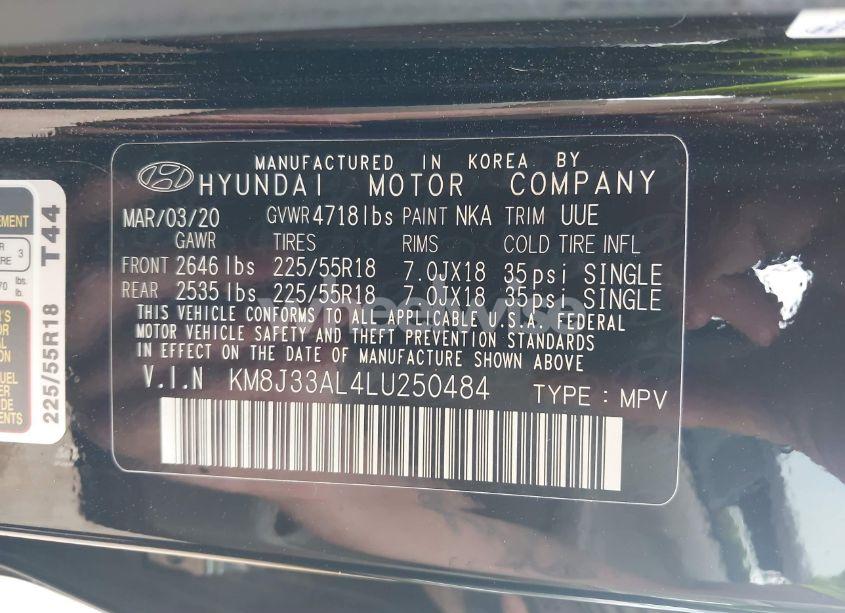 MANUFACTURED IN KOREA BY
HYUNDAI MOTOR COMPANY
MAR/03/20 GVWR 4718lbs PAINT NKA TRIM UUE
GAWR TIRES RIMS COLD TIRE INFL
FRONT 2646 lbs 225/55R18 7.0JX18 35psi SINGLE
REAR 2535 lbs 225/55R18 7.0JX18 35psi SINGLE
THIS VEHICLE CONFORMS TO ALL APPLICABLE U.S.A. FEDERAL
MOTOR VEHICLE SAFETY AND THEFT PREVENTION STANDARDS
IN EFFECT ON THE DATE OF MANUFACTURE SHOWN ABOVE
V.I.N KM8J33AL4LU250484 TYPE : MPV
225/55R18 T44
3
lbs.